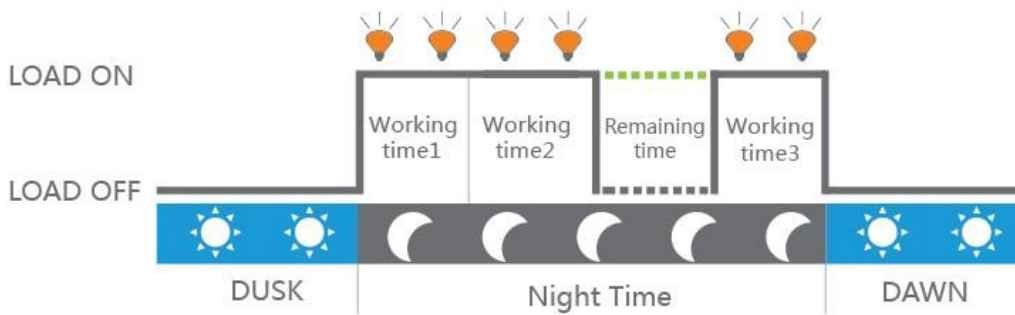 LOAD ON
Working
time1
Working
time2
Remaining
time
Working
time3
LOAD OFF
DUSK
Night Time
DAWN